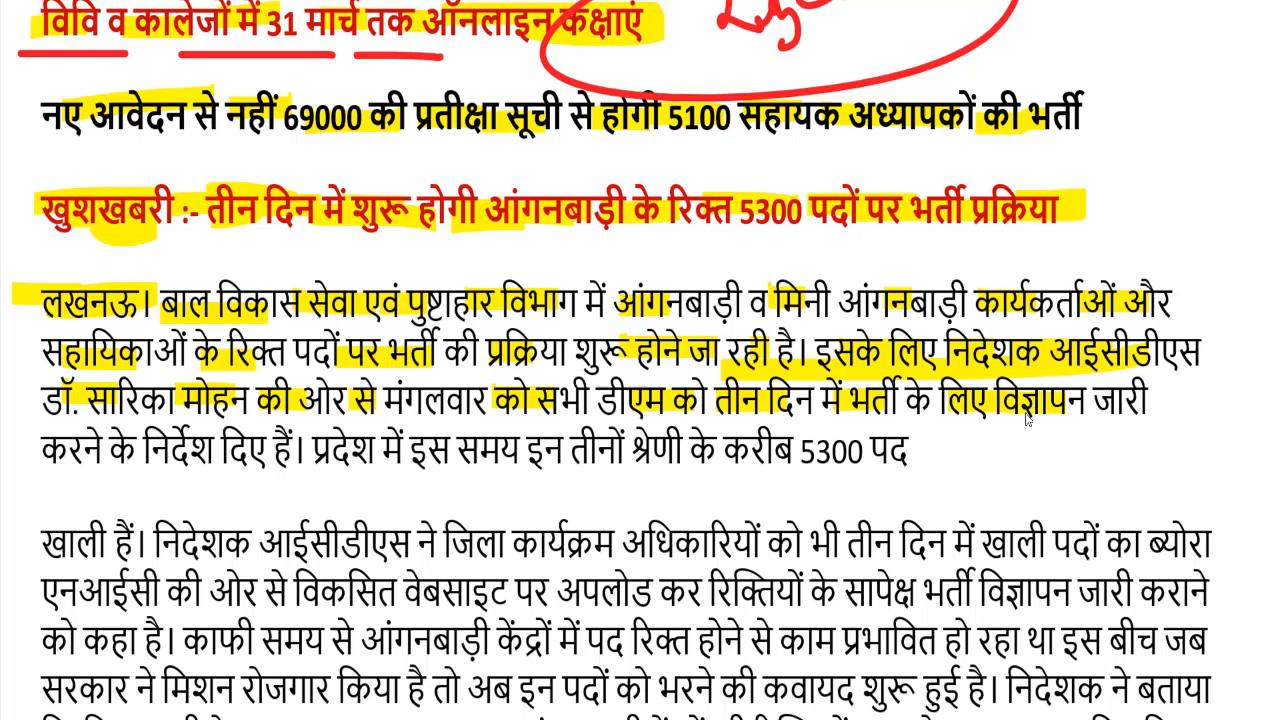 विवि व कालेजों में 31 मार्च तक ऑनलाइन कक्षाएं
नए आवेदन से नहीं 69000 की प्रतीक्षा सूची से होगी 5100 सहायक अध्यापकों की भर्ती
खुशखबरी :- तीन दिन में शुरू होगी आंगनबाड़ी के रिक्त 5300 पदों पर भर्ती प्रक्रिया
लखनऊ। बाल विकास सेवा एवं पुष्टाहार विभाग में आंगनबाड़ी व मिनी आंगनबाड़ी कार्यकर्ताओं और
सहायिकाओं के रिक्त पदों पर भर्ती की प्रक्रिया शुरू होने जा रही है। इसके लिए निदेशक आईसीडीएस
डॉ. सारिका मोहन की ओर से मंगलवार को सभी डीएम को तीन दिन में भर्ती के लिए विज्ञापन जारी
करने के निर्देश दिए हैं। प्रदेश में इस समय इन तीनों श्रेणी के करीब 5300 पद
खाली हैं। निदेशक आईसीडीएस ने जिला कार्यक्रम अधिकारियों को भी तीन दिन में खाली पदों का ब्योरा
एनआईसी की ओर से विकसित वेबसाइट पर अपलोड कर रिक्तियों के सापेक्ष भर्ती विज्ञापन जारी कराने
को कहा है। काफी समय से आंगनबाड़ी केंद्रों में पद रिक्त होने से काम प्रभावित हो रहा था इस बीच जब
सरकार ने मिशन रोजगार किया है तो अब इन पदों को भरने की कवायद शुरू हुई है। निदेशक ने बताया